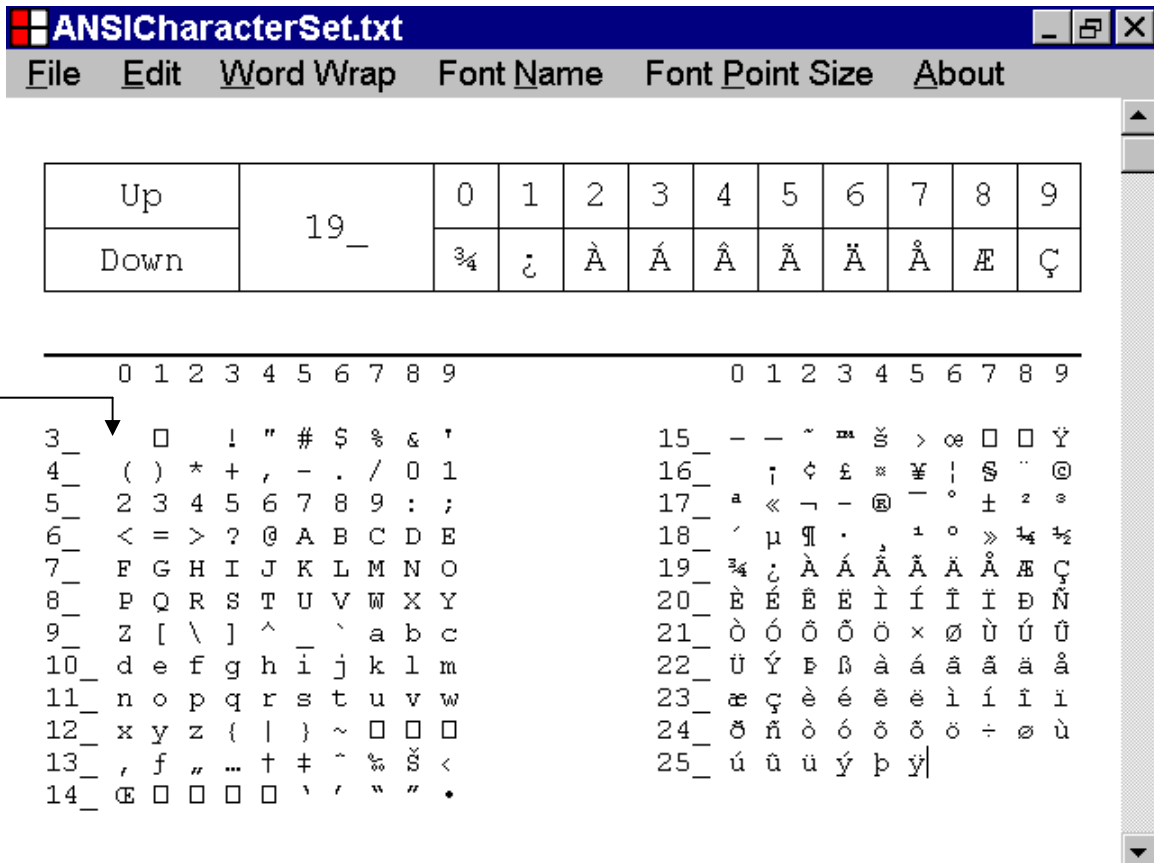 ANSICharacterSet.txt
File Edit Word Wrap Font Name Font Point Size About
Up 19_ 0 1 2 3 4 5 6 7 8 9
Down ¾ ¿ À Á Â Ã Ä Å Æ Ç
0 1 2 3 4 5 6 7 8 9
3_ □ ! " # $ % & '
4_ ( ) * + , - . / 0 1
5_ 2 3 4 5 6 7 8 9 : ;
6_ < = > ? @ A B C D E
7_ F G H I J K L M N O
8_ P Q R S T U V W X Y
9_ Z [ \ ] ^ _ ` a b c
10_ d e f g h i j k l m
11_ n o p q r s t u v w
12_ x y z { | } ~ □ □ □
13_ ‚ ƒ „ … † ‡ ˆ ‰ Š ‹
14_ Œ □ □ □ □ ‘ ’ “ ” •
0 1 2 3 4 5 6 7 8 9
15_ – — ˜ ™ š › œ □ □ Ÿ
16_ ¡ ¢ £ ¤ ¥ ¦ § ¨ ©
17_ ª « ¬ - ® ¯ ° ± ² ³
18_ ´ µ ¶ · ¸ ¹ º » ¼ ½
19_ ¾ ¿ À Á Â Ã Ä Å Æ Ç
20_ È É Ê Ë Ì Í Î Ï Ð Ñ
21_ Ò Ó Ô Õ Ö × Ø Ù Ú Û
22_ Ü Ý Þ ß à á â ã ä å
23_ æ ç è é ê ë ì í î ï
24_ ð ñ ò ó ô õ ö ÷ ø ù
25_ ú û ü ý þ ÿ